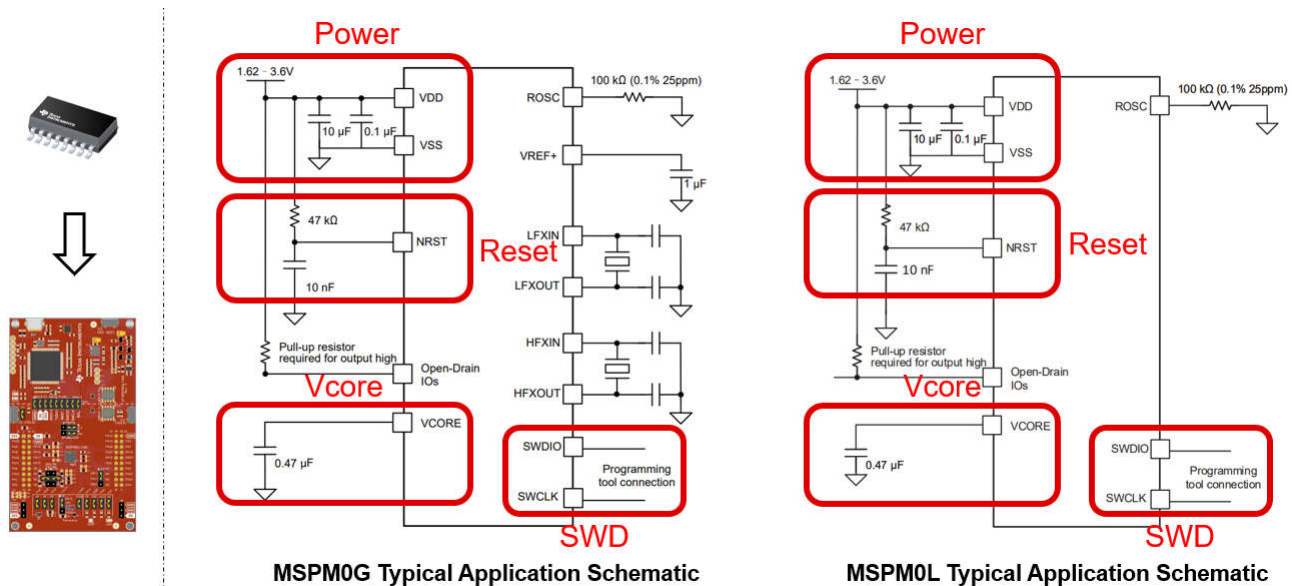 Power
1.62 - 3.6V
VDD
10 µF
0.1 µF
VSS
47 kΩ
NRST
Reset
10 nF
Pull-up resistor
required for output high
Open-Drain
IOs
Vcore
VCORE
0.47 µF
ROSC
100 kΩ (0.1% 25ppm)
VREF+
1 µF
LFXIN
LFXOUT
HFXIN
HFXOUT
SWDIO
Programming
tool connection
SWCLK
SWD
MSPM0G Typical Application Schematic
Power
1.62 - 3.6V
VDD
10 µF
0.1 µF
VSS
47 kΩ
NRST
Reset
10 nF
Pull-up resistor
required for output high
Open-Drain
IOs
Vcore
VCORE
0.47 µF
ROSC
100 kΩ (0.1% 25ppm)
SWDIO
Programming
tool connection
SWCLK
SWD
MSPM0L Typical Application Schematic
TEXAS INSTRUMENTS